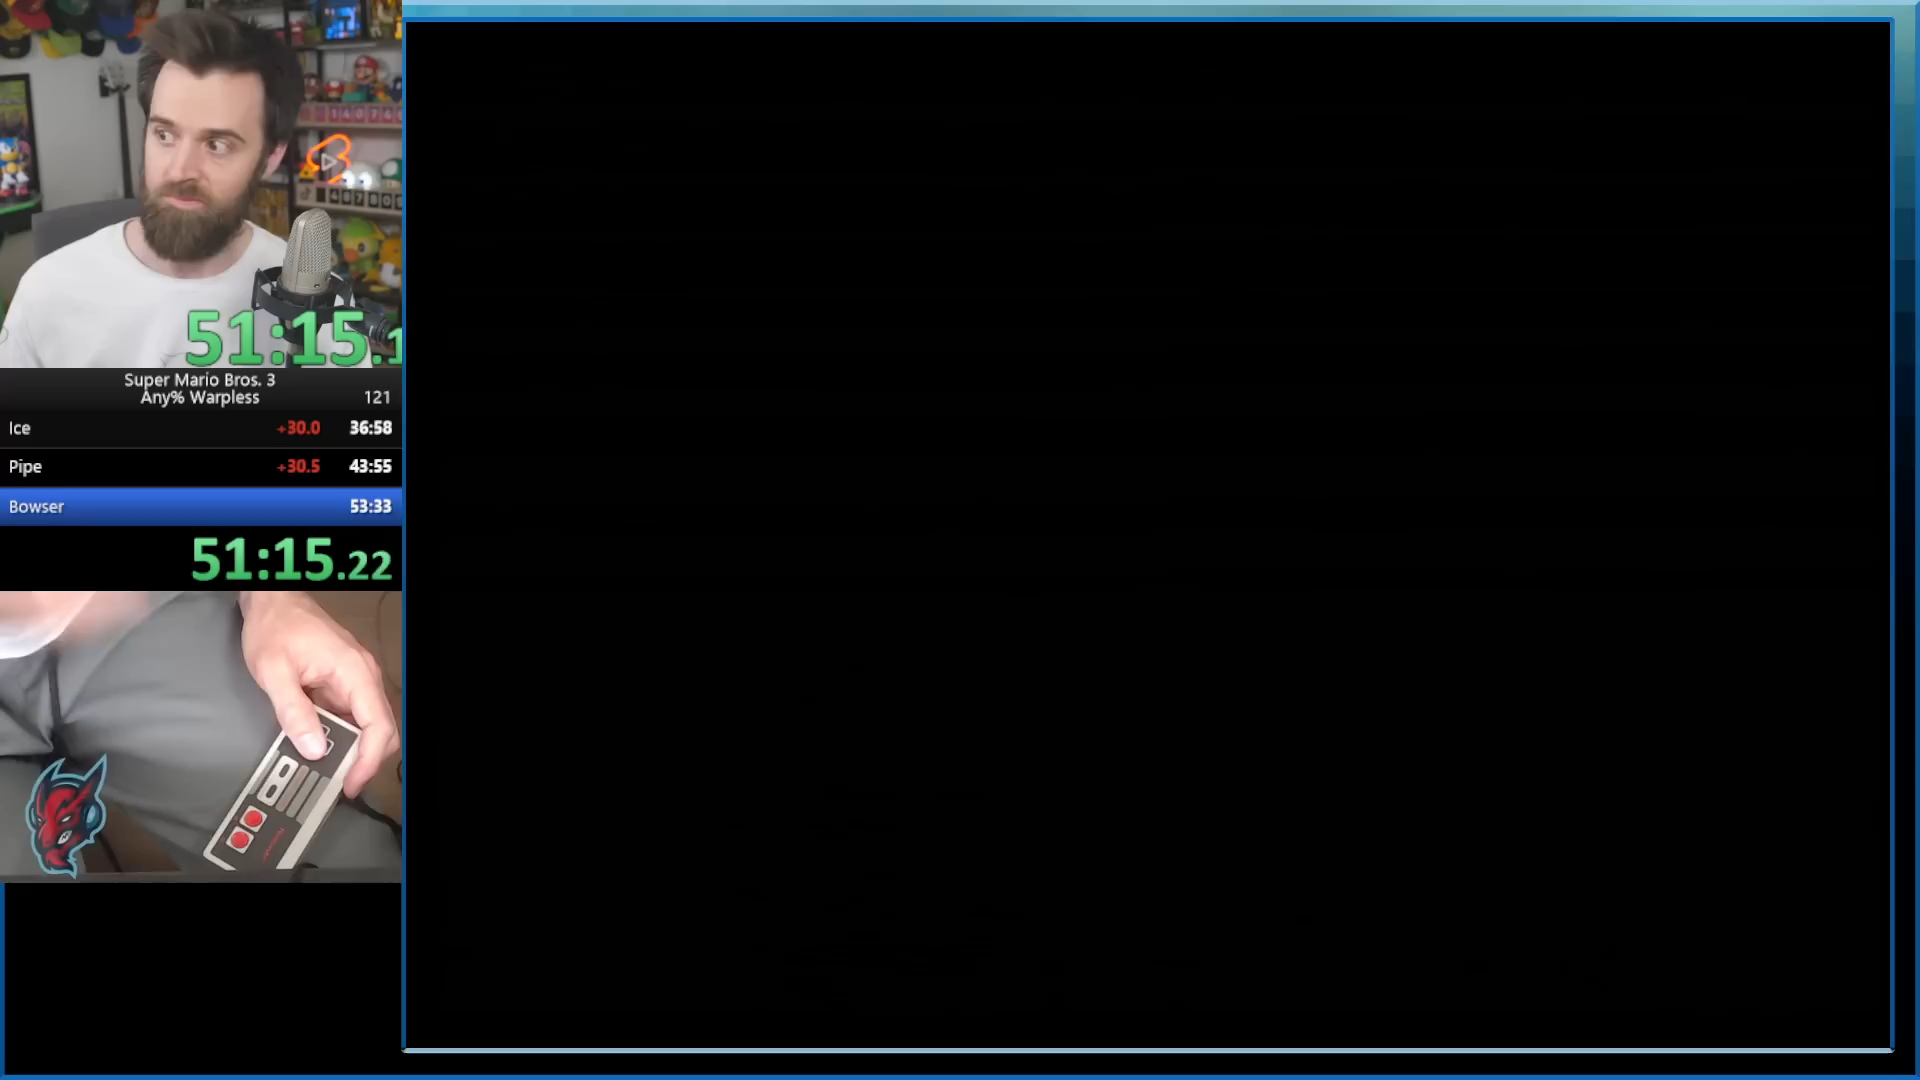 51:15.1
Super Mario Bros. 3
Any% Warpless
121
Ice +30.0 36:58
Pipe +30.5 43:55
Bowser 53:33
51:15.22